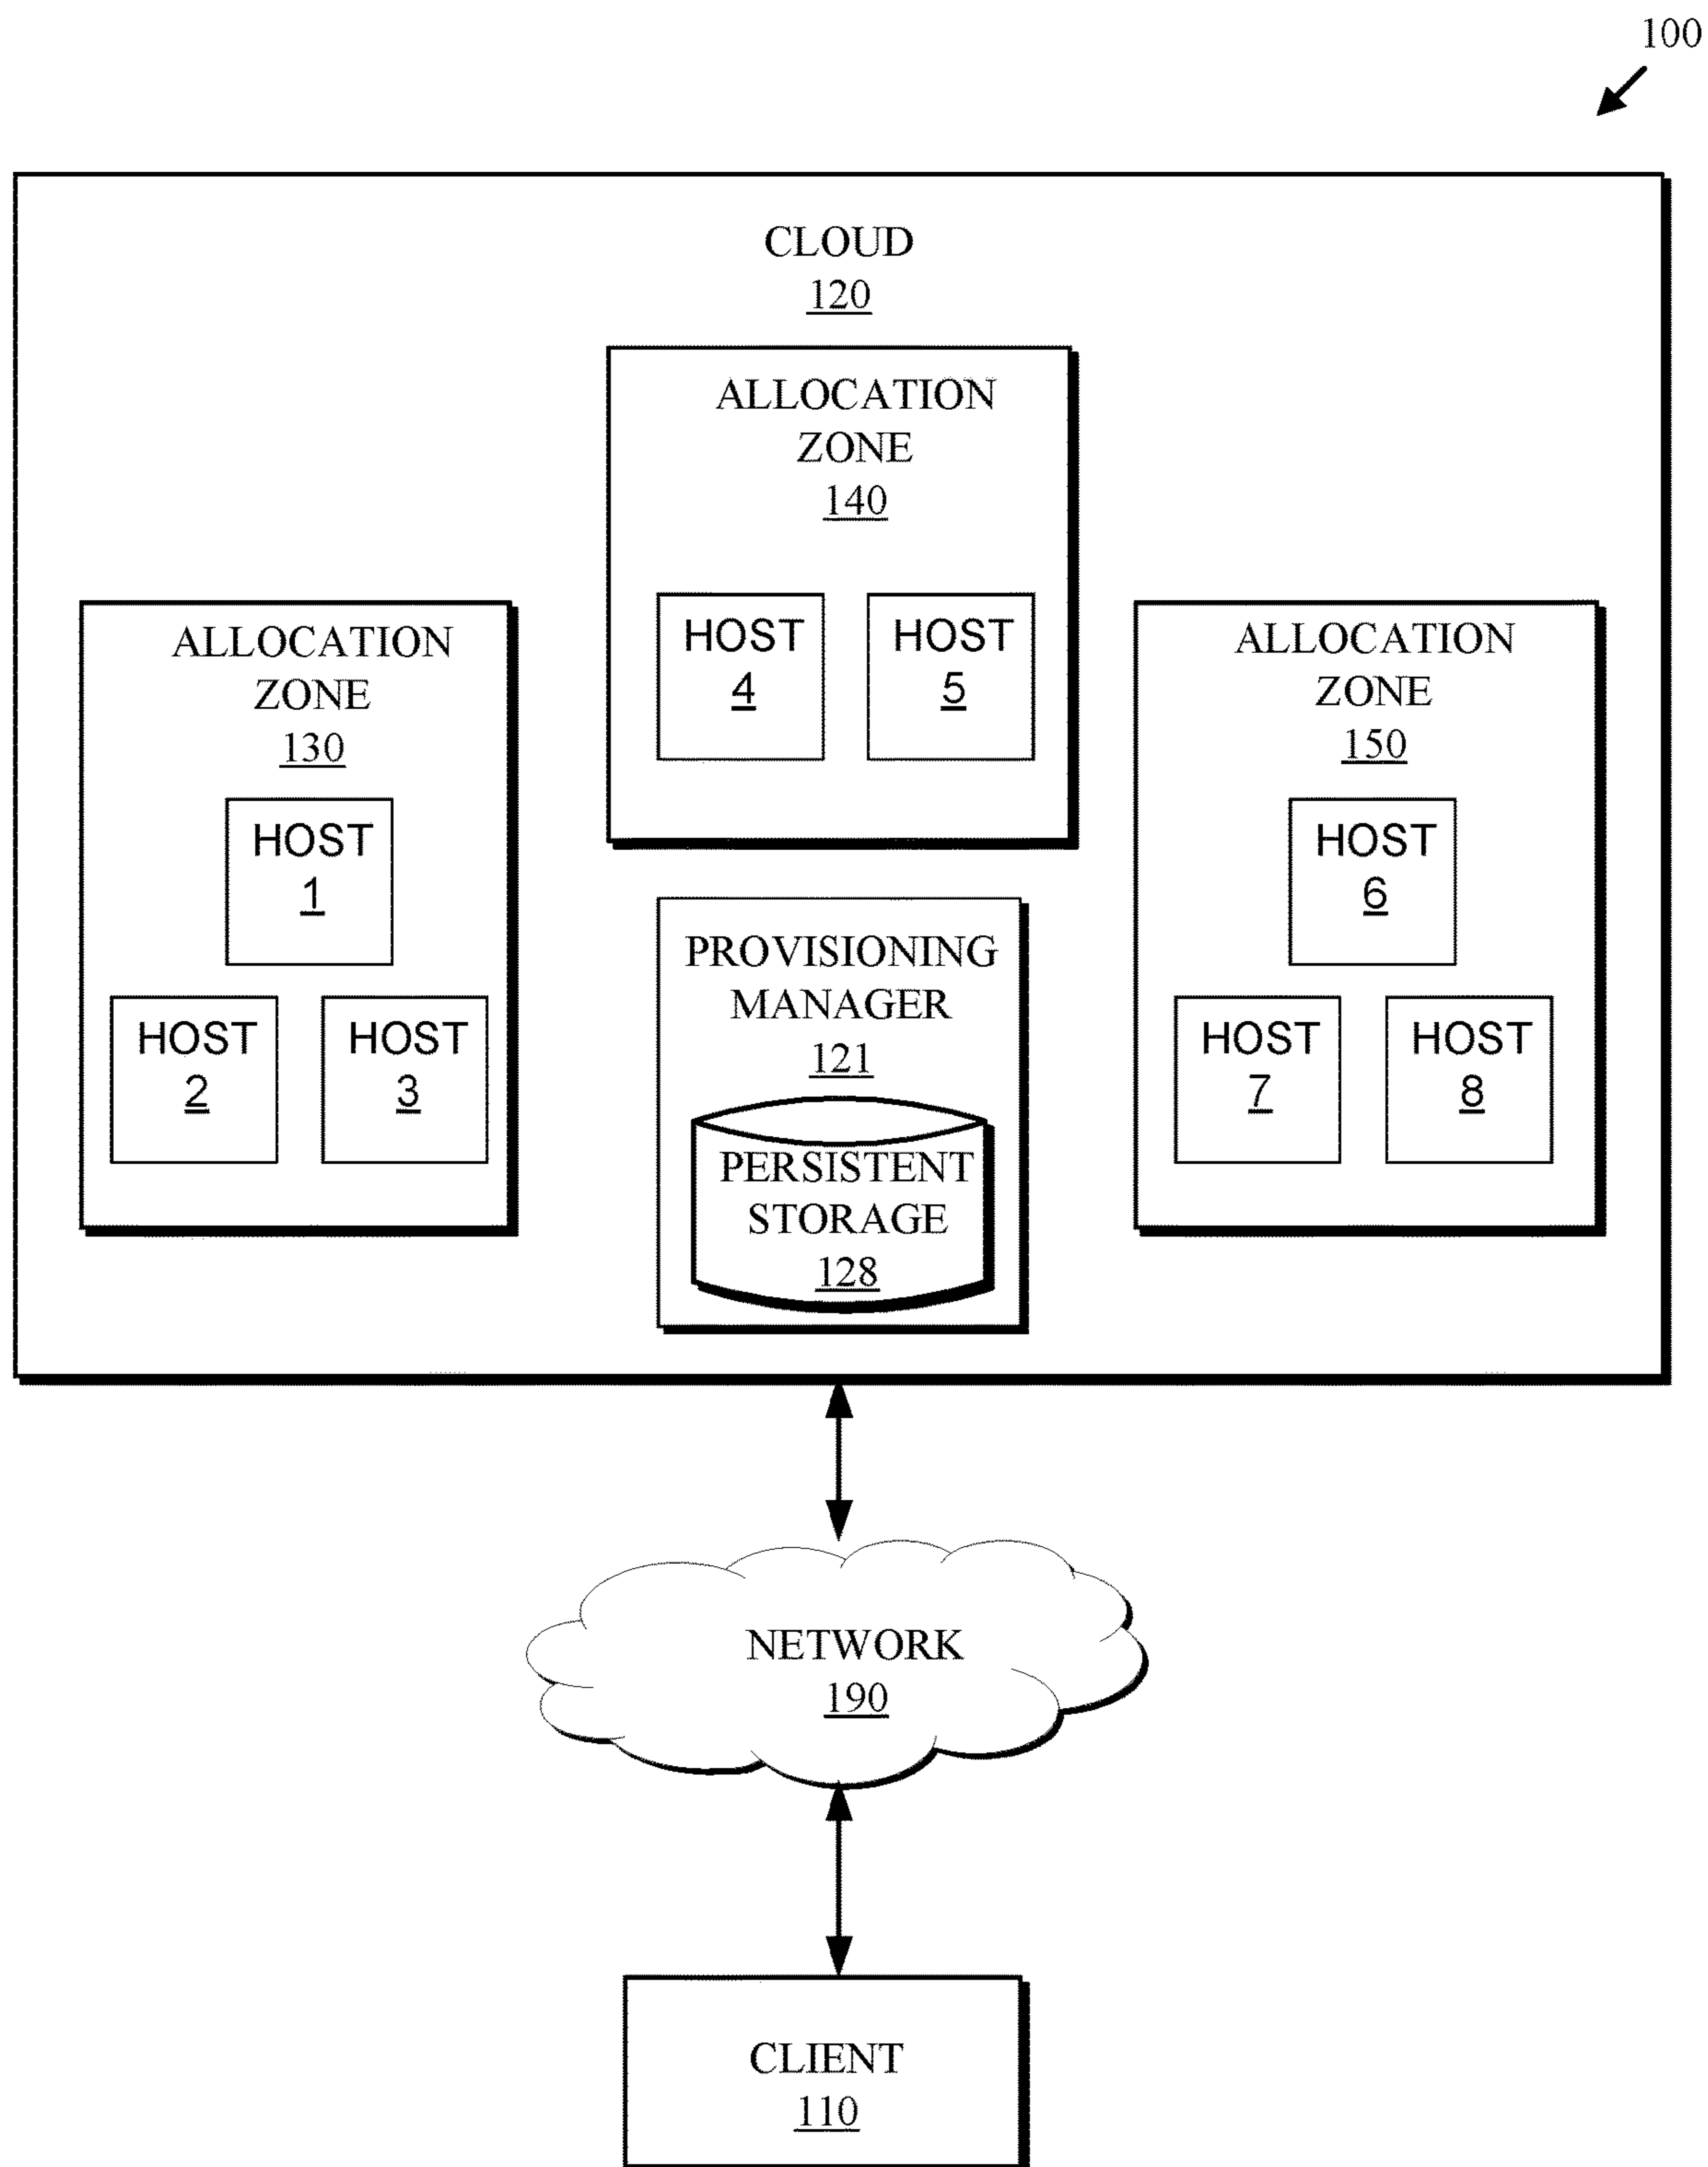 100
CLOUD
120
ALLOCATION
ZONE
140
HOST
4
HOST
5
ALLOCATION
ZONE
130
HOST
1
HOST
2
HOST
3
ALLOCATION
ZONE
150
HOST
6
HOST
7
HOST
8
PROVISIONING
MANAGER
121
PERSISTENT
STORAGE
128
NETWORK
190
CLIENT
110